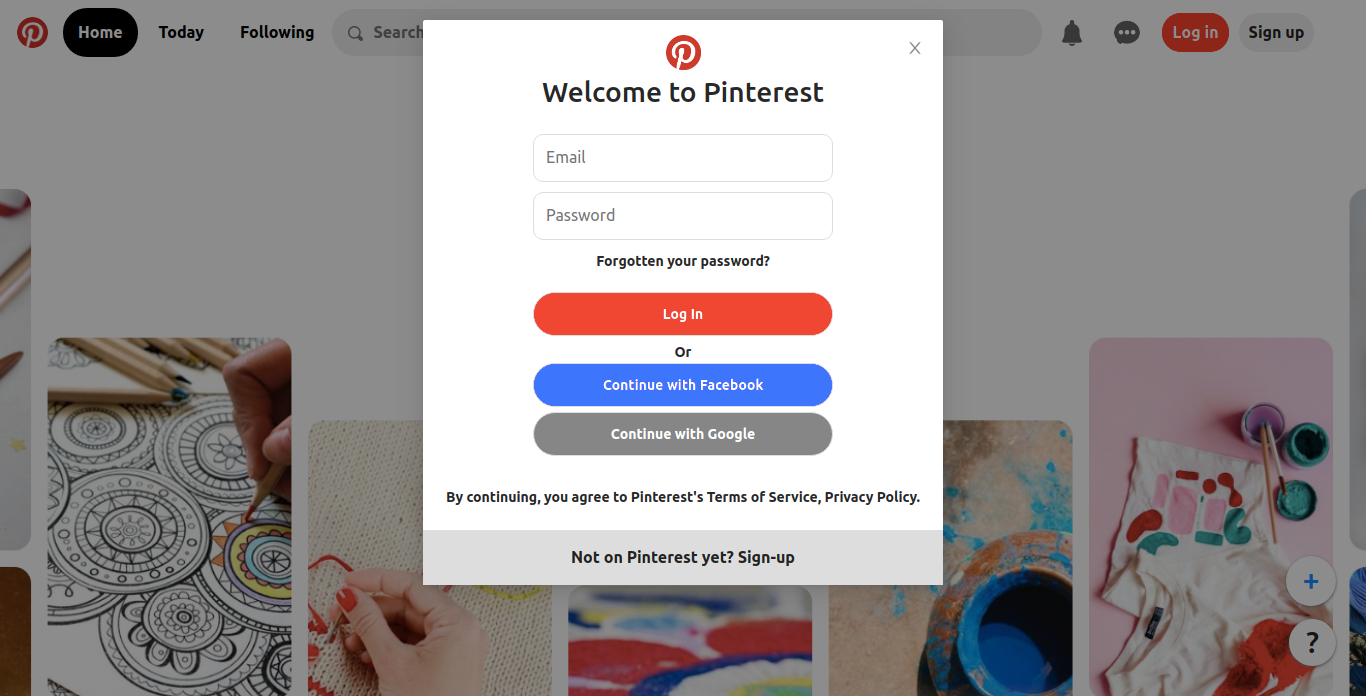 Home Today Following Search Log in Sign up
X
Welcome to Pinterest
Email
Password
Forgotten your password?
Log In
Or
Continue with Facebook
Continue with Google
By continuing, you agree to Pinterest's Terms of Service, Privacy Policy.
Not on Pinterest yet? Sign-up
+
?